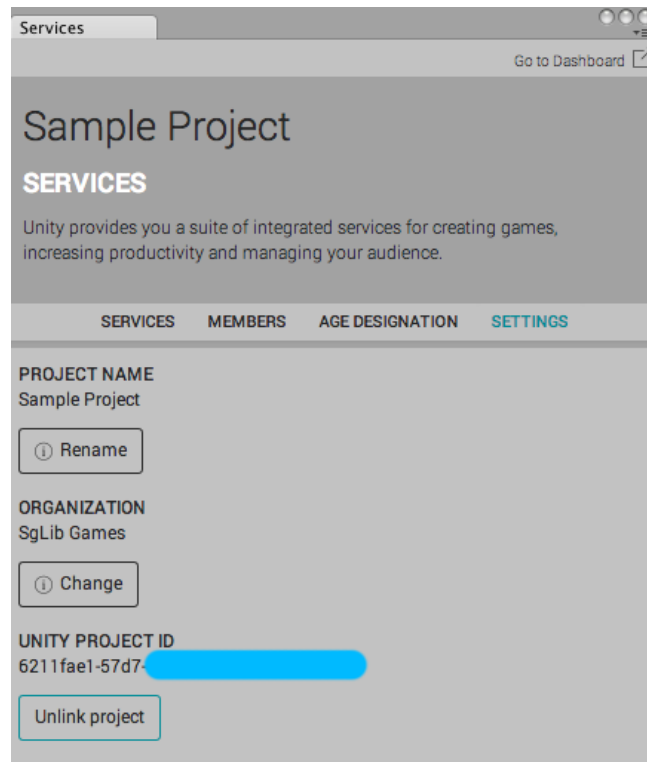 Services
Go to Dashboard
Sample Project
SERVICES
Unity provides you a suite of integrated services for creating games,
increasing productivity and managing your audience.
SERVICES MEMBERS AGE DESIGNATION SETTINGS
PROJECT NAME
Sample Project
Rename
ORGANIZATION
SgLib Games
Change
UNITY PROJECT ID
6211fae1-57d7-
Unlink project